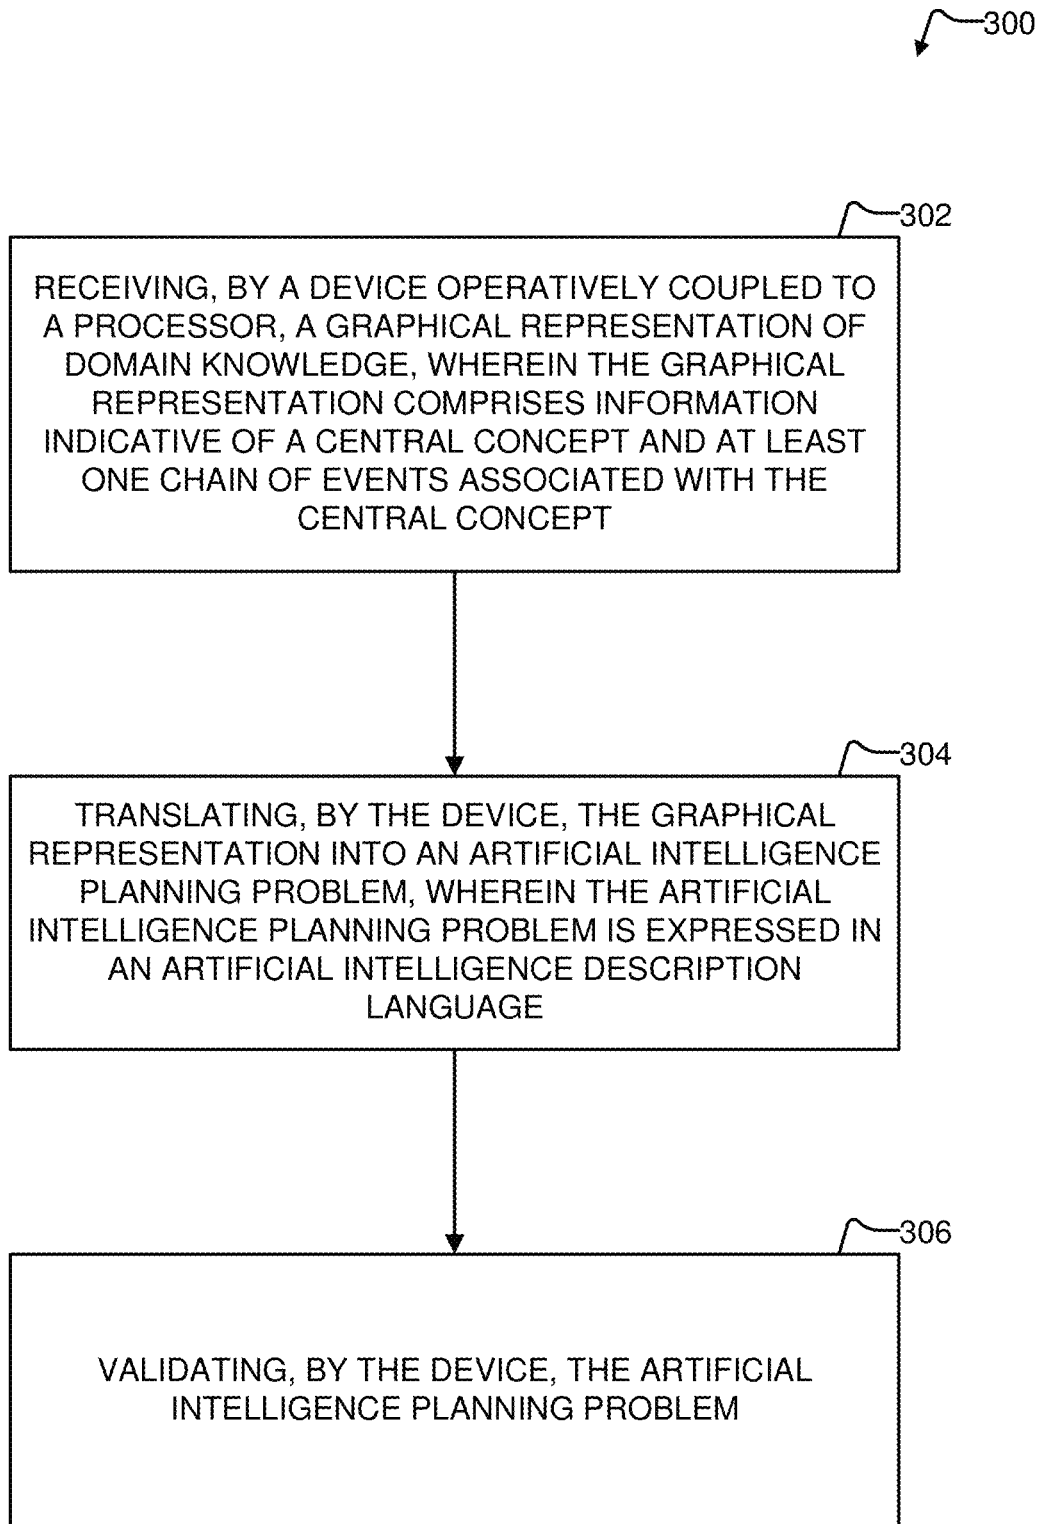 300
302
RECEIVING, BY A DEVICE OPERATIVELY COUPLED TO
A PROCESSOR, A GRAPHICAL REPRESENTATION OF
DOMAIN KNOWLEDGE, WHEREIN THE GRAPHICAL
REPRESENTATION COMPRISES INFORMATION
INDICATIVE OF A CENTRAL CONCEPT AND AT LEAST
ONE CHAIN OF EVENTS ASSOCIATED WITH THE
CENTRAL CONCEPT
304
TRANSLATING, BY THE DEVICE, THE GRAPHICAL
REPRESENTATION INTO AN ARTIFICIAL INTELLIGENCE
PLANNING PROBLEM, WHEREIN THE ARTIFICIAL
INTELLIGENCE PLANNING PROBLEM IS EXPRESSED IN
AN ARTIFICIAL INTELLIGENCE DESCRIPTION
LANGUAGE
306
VALIDATING, BY THE DEVICE, THE ARTIFICIAL
INTELLIGENCE PLANNING PROBLEM